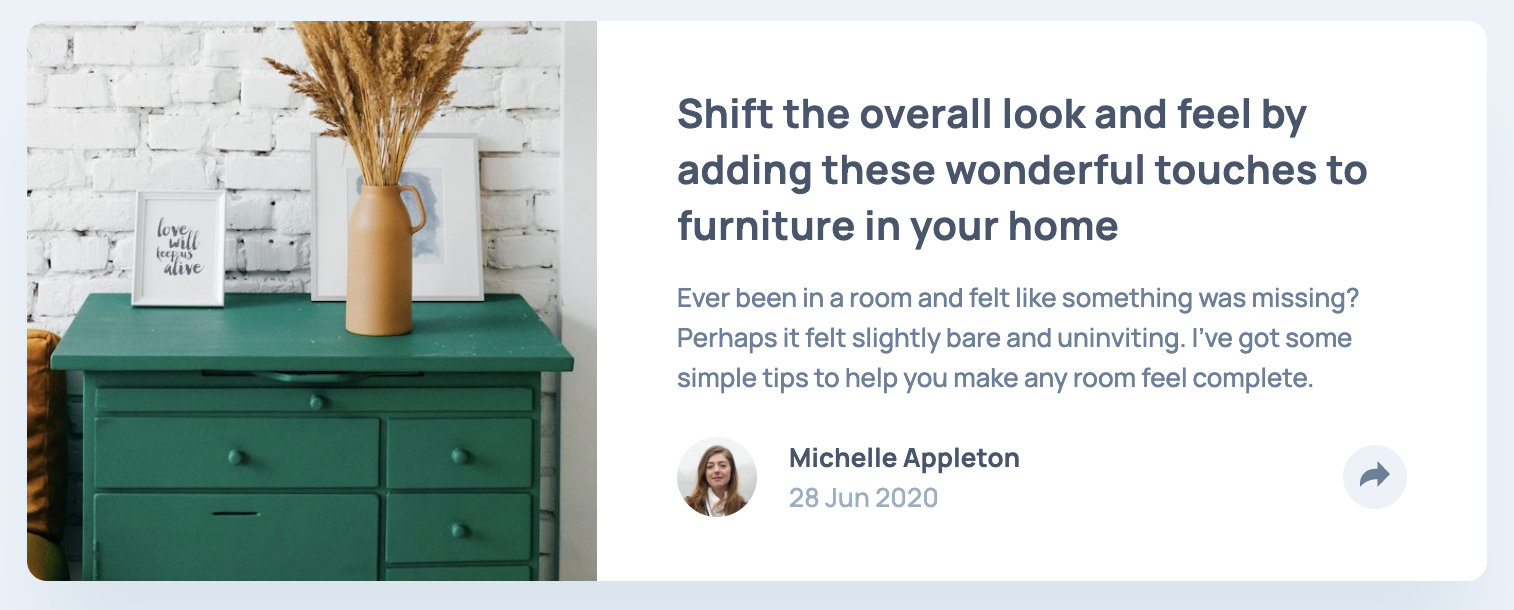 love
will
keep us
alive
Shift the overall look and feel by
adding these wonderful touches to
furniture in your home
Ever been in a room and felt like something was missing?
Perhaps it felt slightly bare and uninviting. I’ve got some
simple tips to help you make any room feel complete.
Michelle Appleton
28 Jun 2020